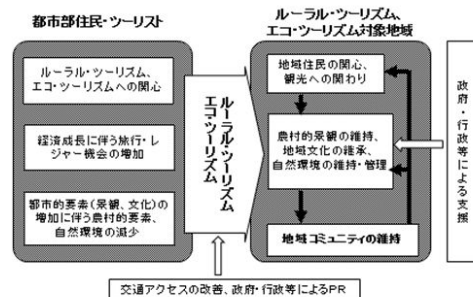 都市部住民・ツーリスト
ルーラル・ツーリズム、
エコ・ツーリズムへの関心
経済成長に伴う旅行・レ
ジャー機会の増加
都市的要素(景観、文化)の
増加に伴う農村的要素、
自然環境の減少
ルーラル・ツーリズム
エコ・ツーリズム
ルーラル・ツーリズム、
エコ・ツーリズム対象地域
地域住民の関心、
観光への関わり
農村的景観の維持、
地域文化の継承、
自然環境の維持・管理
地域コミュニティの維持
政府・行政等による支援
交通アクセスの改善、政府・行政等によるPR